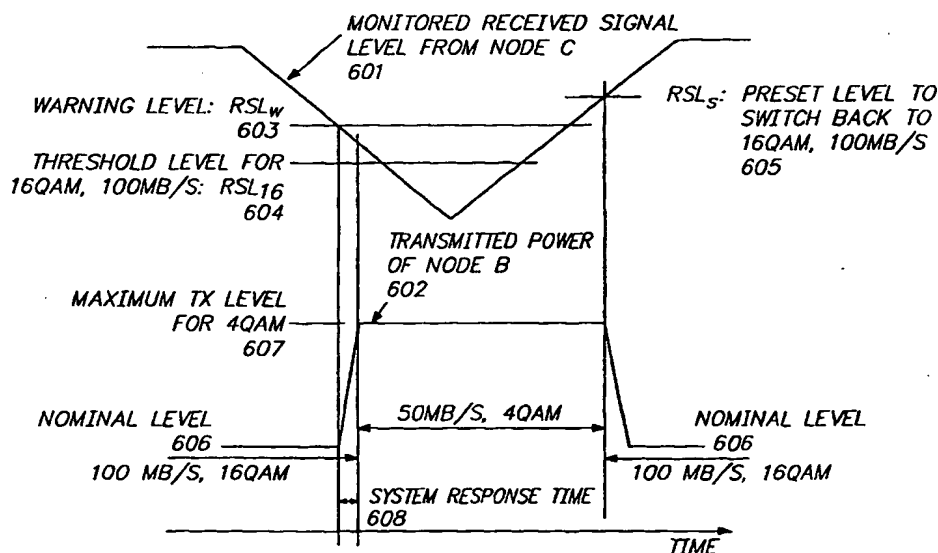 MONITORED RECEIVED SIGNAL
LEVEL FROM NODE C
601
WARNING LEVEL: RSLW
603
RSLS: PRESET LEVEL TO
SWITCH BACK TO
16QAM, 100MB/S
605
THRESHOLD LEVEL FOR
16QAM, 100MB/S: RSL16
604
TRANSMITTED POWER
OF NODE B
602
MAXIMUM TX LEVEL
FOR 4QAM
607
NOMINAL LEVEL
606
50MB/S, 4QAM
NOMINAL LEVEL
606
100 MB/S, 16QAM
100 MB/S, 16QAM
SYSTEM RESPONSE TIME
608
TIME